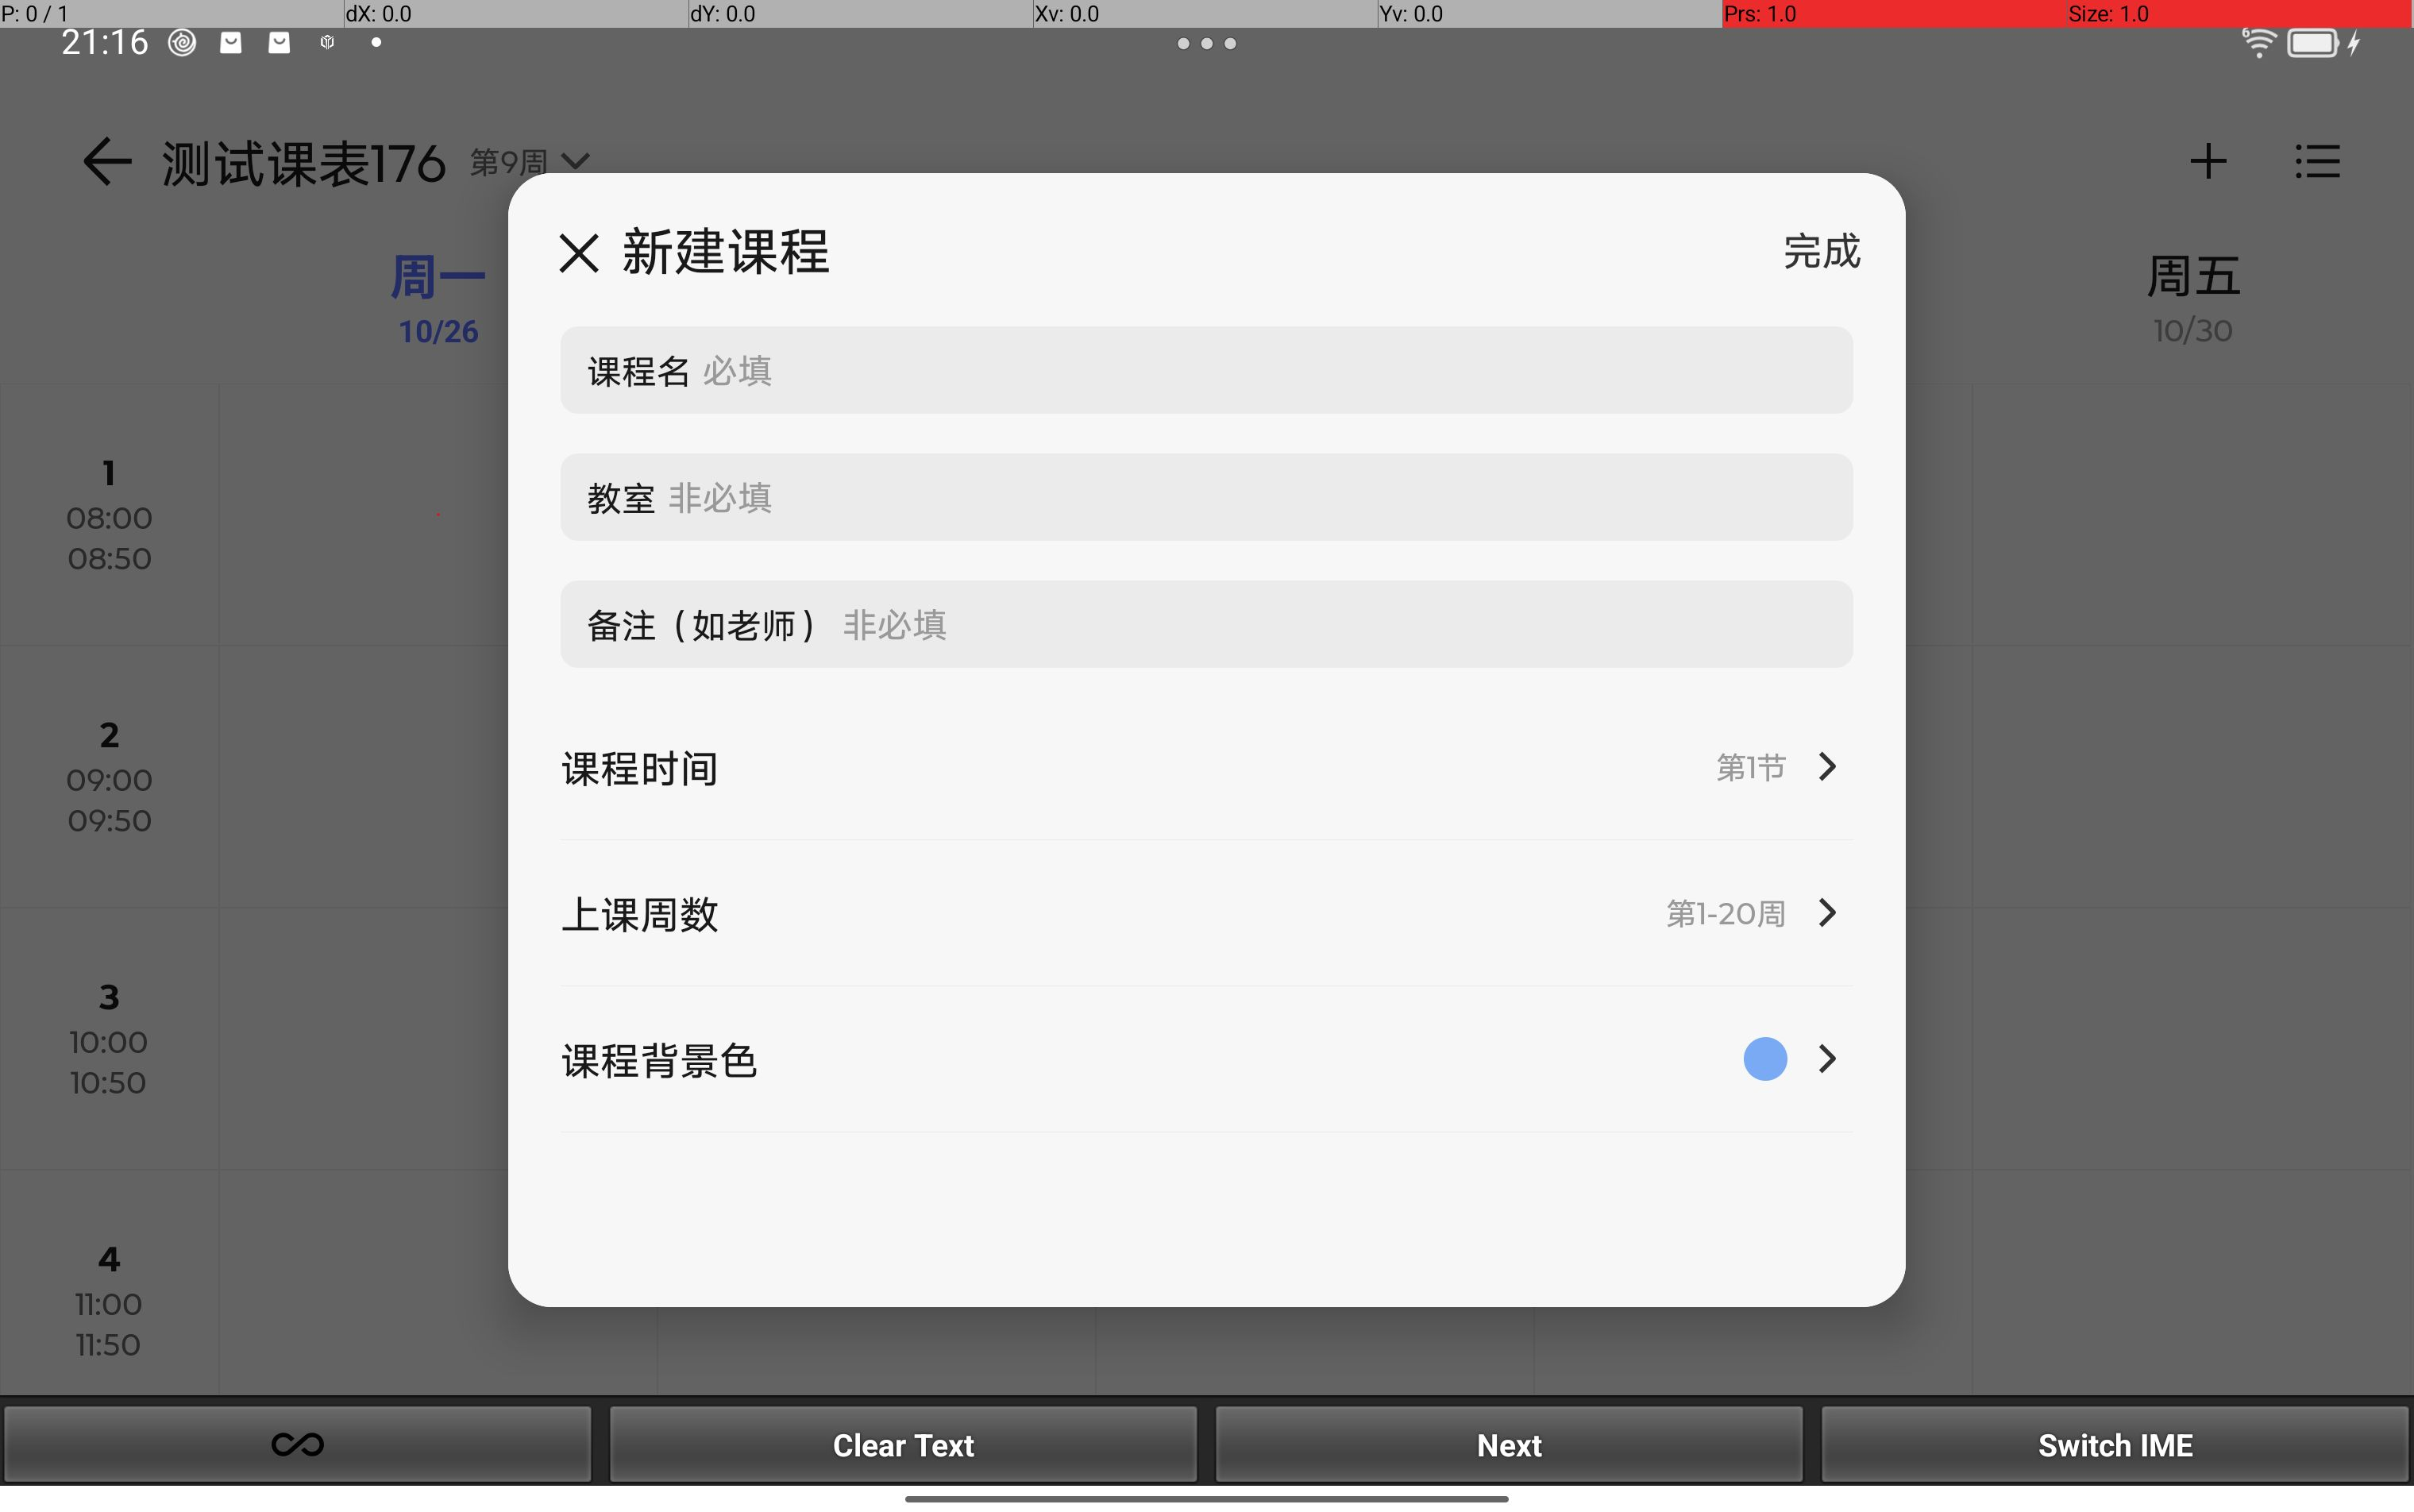 P: 0 / 1 dX: 0.0 dY: 0.0 Xv: 0.0 Yv: 0.0 Prs: 1.0 Size: 1.0
21:16 6
测试课表176 第9周
新建课程 完成
周一 周五
10/26 10/30
课程名 必填
教室 非必填
备注（如老师） 非必填
课程时间 第1节
上课周数 第1-20周
课程背景色
1
08:00
08:50
2
09:00
09:50
3
10:00
10:50
4
11:00
11:50
Clear Text Next Switch IME